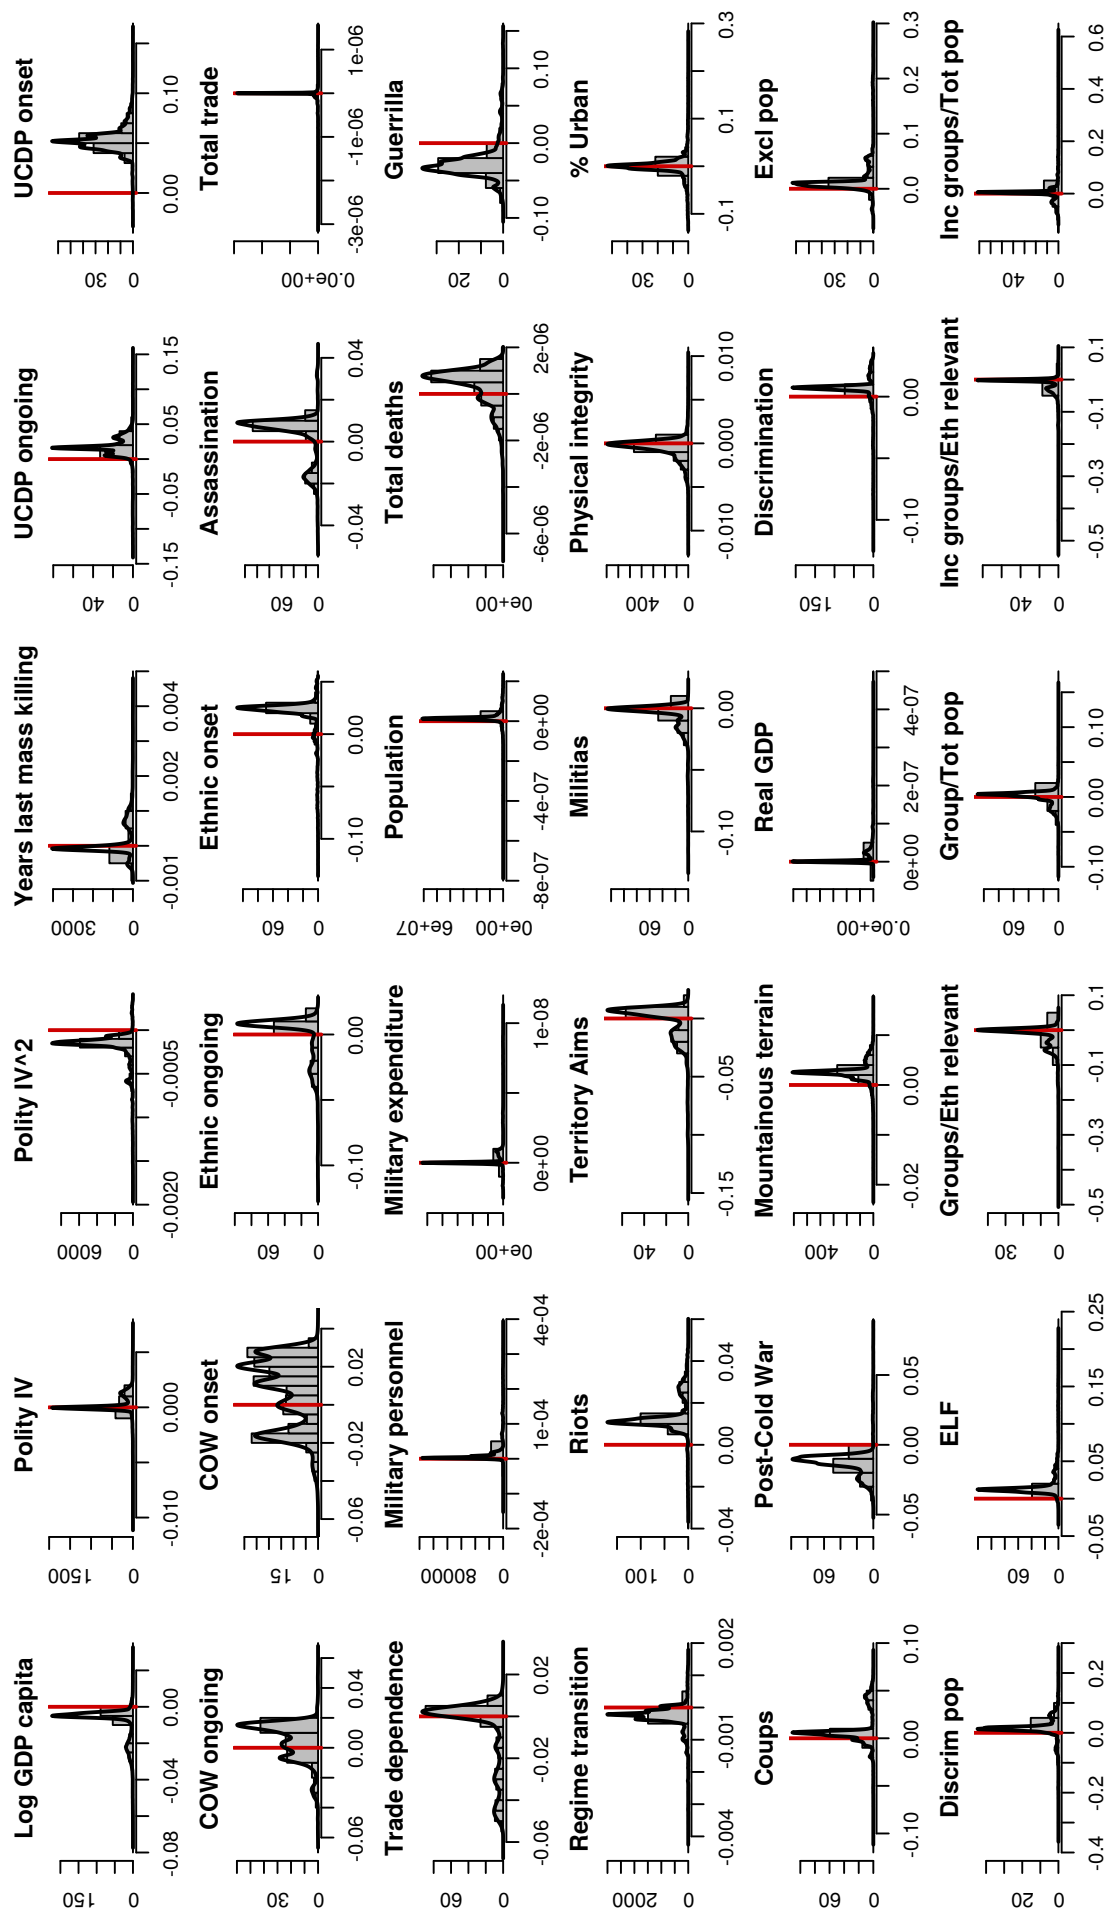 Log GDP capita
150
0
-0.08 -0.04 0.00
Polity IV
1500
0
-0.010 0.000
Polity IV^2
6000
0
-0.0020 -0.0005
Years last mass killing
3000
0
-0.001 0.002 0.004
UCDP ongoing
40
0
-0.15 -0.05 0.05 0.15
UCDP onset
30
0
0.00 0.10
COW ongoing
30
0
-0.06 0.00 0.04
COW onset
15
0
-0.06 -0.02 0.02
Ethnic ongoing
60
0
-0.10 0.00
Ethnic onset
60
0
-0.10 0.00
Assassination
60
0
-0.04 0.00 0.04
Total trade
0.0e+00
-3e-06 -1e-06 1e-06
Trade dependence
60
0
-0.06 -0.02 0.02
Military personnel
80000
0
-2e-04 1e-04 4e-04
Military expenditure
0e+00
0e+00 1e-08
Population
6e+07
0e+00
-8e-07 -4e-07 0e+00
Total deaths
0e+00
-6e-06 -2e-06 2e-06
Guerrilla
20
0
-0.10 0.00 0.10
Regime transition
2000
0
-0.004 -0.001 0.002
Riots
100
0
-0.04 0.00 0.04
Territory Aims
40
0
-0.15 -0.05
Militias
60
0
-0.10 0.00
Physical integrity
400
0
-0.010 0.000 0.010
% Urban
30
0
-0.1 0.1 0.3
Coups
60
0
-0.10 0.00 0.10
Post-Cold War
60
0
-0.05 0.00 0.05
Mountainous terrain
400
0
-0.02 0.00
Real GDP
0.0e+00
0e+00 2e-07 4e-07
Discrimination
150
0
-0.10 0.00
Excl pop
30
0
0.0 0.1 0.2 0.3
Discrim pop
20
0
-0.4 -0.2 0.0 0.2
ELF
60
0
-0.05 0.05 0.15 0.25
Groups/Eth relevant
30
0
-0.5 -0.3 -0.1 0.1
Group/Tot pop
60
0
-0.10 0.00 0.10
Inc groups/Eth relevant
40
0
-0.5 -0.3 -0.1 0.1
Inc groups/Tot pop
40
0
0.0 0.2 0.4 0.6